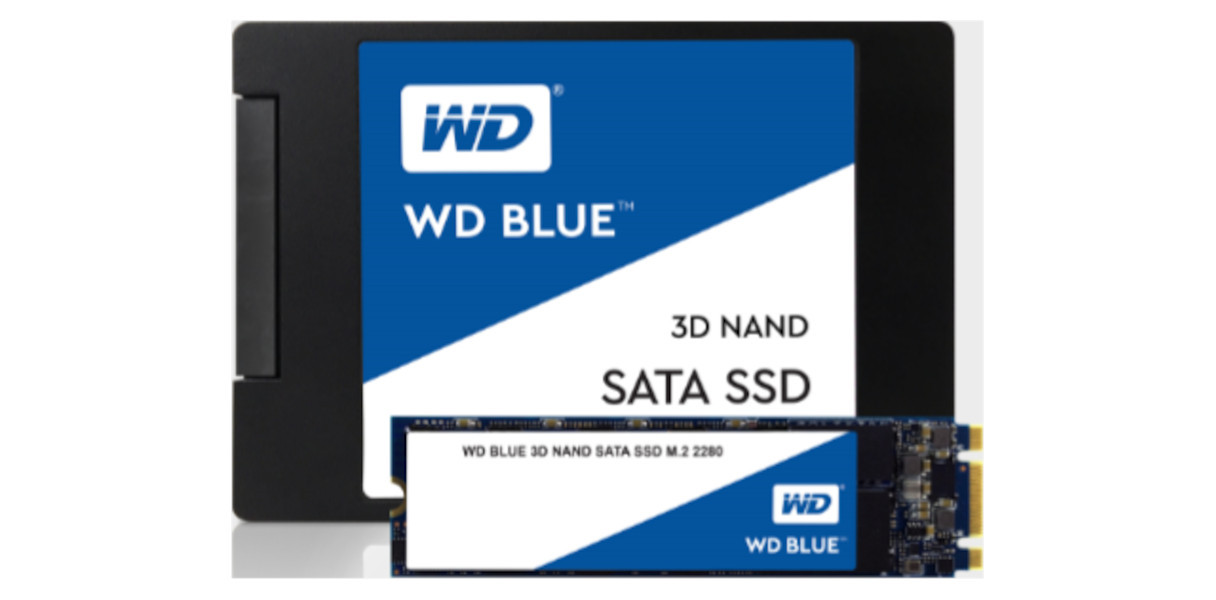 WD®
WD BLUE™
3D NAND
SATA SSD
WD BLUE 3D NAND SATA SSD M.2 2280
WD®
WD BLUE™